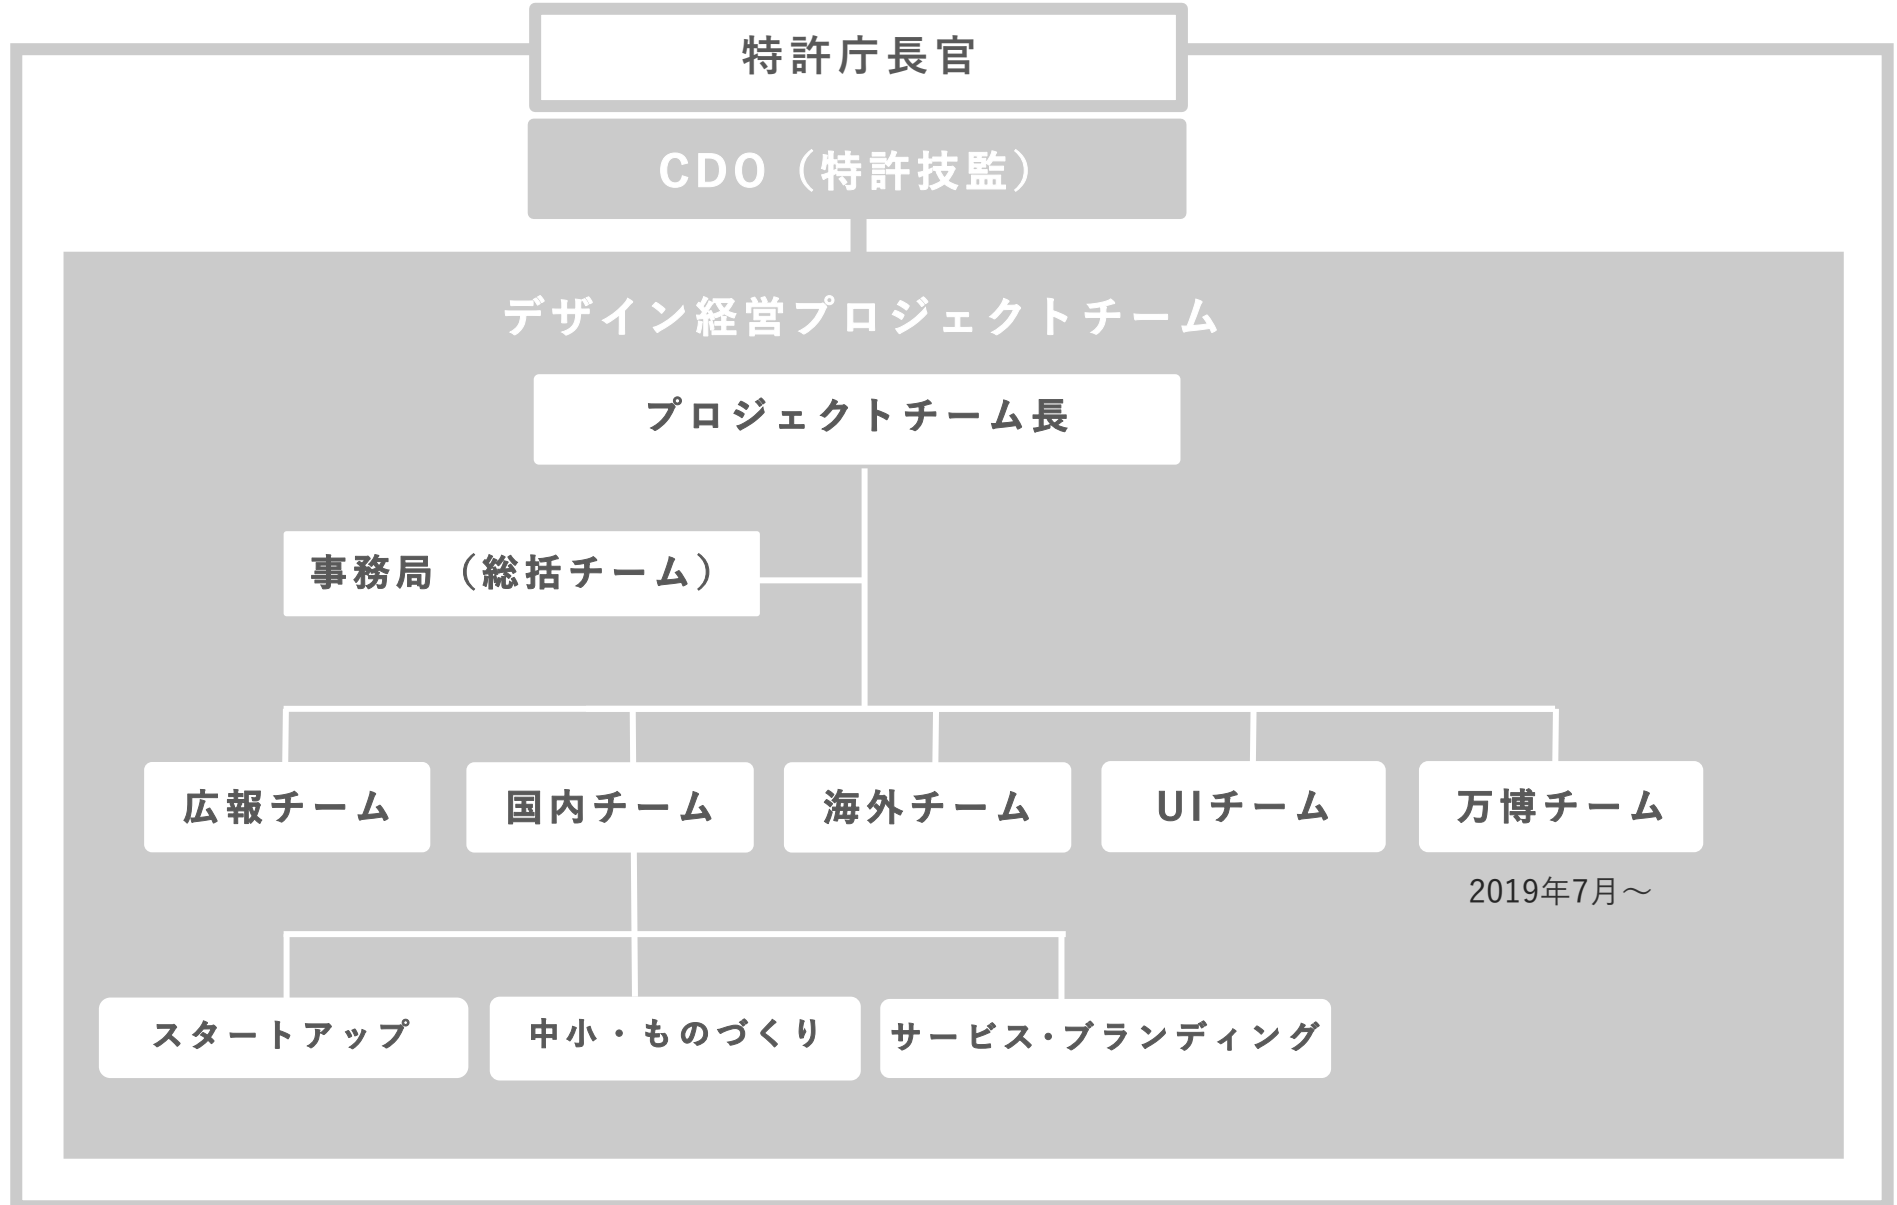 特許庁長官
CDO（特許技監）
デザイン経営プロジェクトチーム
プロジェクトチーム長
事務局（総括チーム）
広報チーム
国内チーム
海外チーム
UIチーム
万博チーム
2019年7月～
スタートアップ
中小・ものづくり
サービス・ブランディング